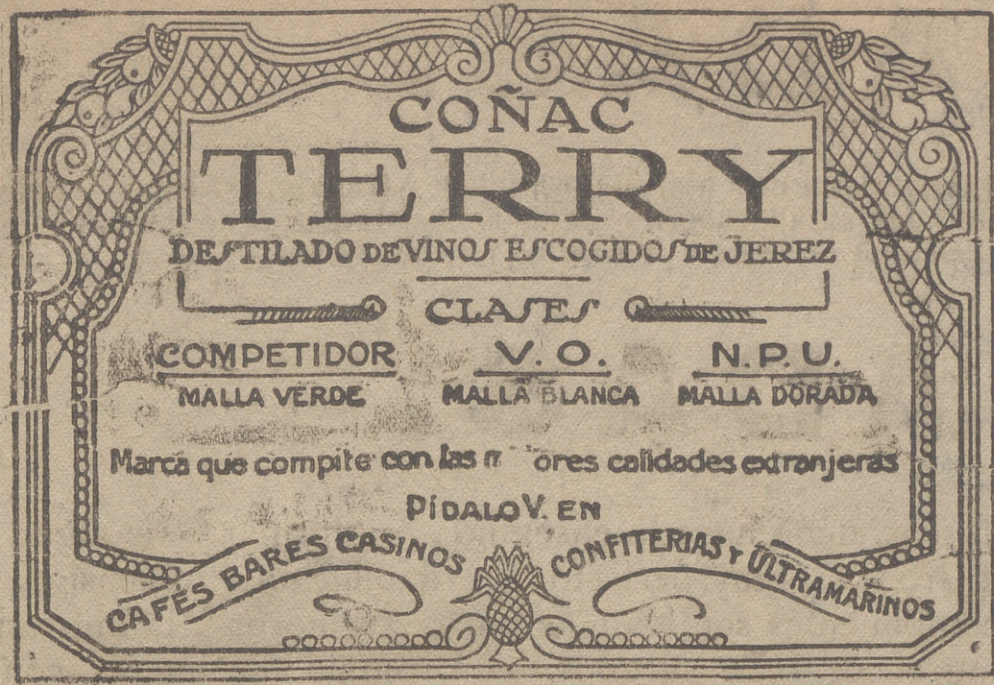 COÑAC
TERRY
DESTILADO DE VINOS ESCOGIDOS DE JEREZ
CLASES
COMPETIDOR V. O. N. P. U.
MALLA VERDE MALLA BLANCA MALLA DORADA
Marca que compite con las ores calidades extranjeras
PÍDALO V. EN
CAFÉS BARES CASINOS CONFITERIAS Y ULTRAMARINOS